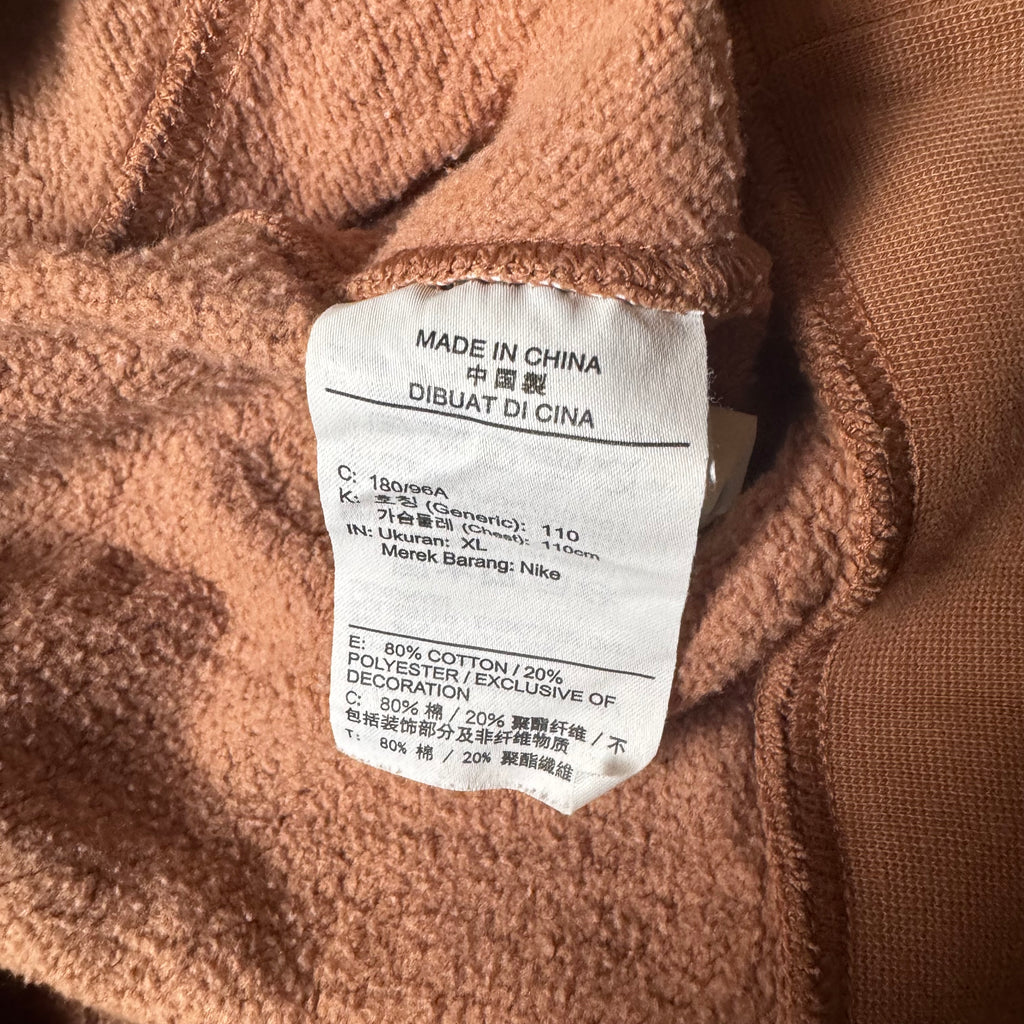 MADE IN CHINA
中国製
DIBUAT DI CINA
C: 180/96A
K: 호칭 (Generic): 110
가슴둘레 (Chest): 110cm
IN: Ukuran: XL
Merek Barang: Nike
E: 80% COTTON / 20%
POLYESTER / EXCLUSIVE OF
DECORATION
C: 80% 棉 / 20% 聚酯纤维 / 不
包括装饰部分及非纤维物质
T: 80% 棉 / 20% 聚酯纖維